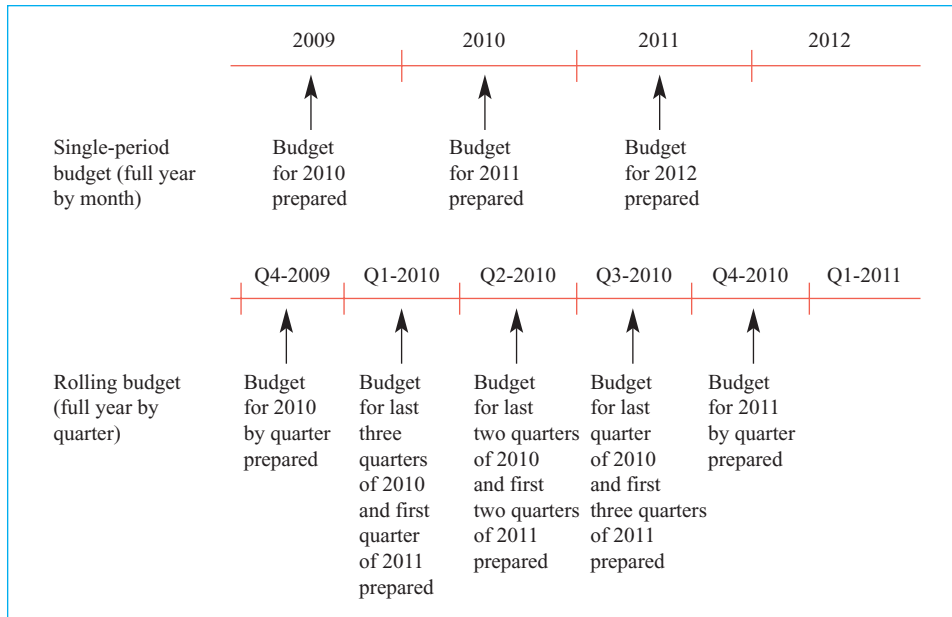 2009 2010 2011 2012
Single-period
budget (full year
by month)
Budget
for 2010
prepared
Budget
for 2011
prepared
Budget
for 2012
prepared
Q4-2009 Q1-2010 Q2-2010 Q3-2010 Q4-2010 Q1-2011
Rolling budget
(full year by
quarter)
Budget
for 2010
by quarter
prepared
Budget
for last
three
quarters
of 2010
and first
quarter
of 2011
prepared
Budget
for last
two quarters
of 2010
and first
two quarters
of 2011
prepared
Budget
for last
quarter
of 2010
and first
three quarters
of 2011
prepared
Budget
for 2011
by quarter
prepared